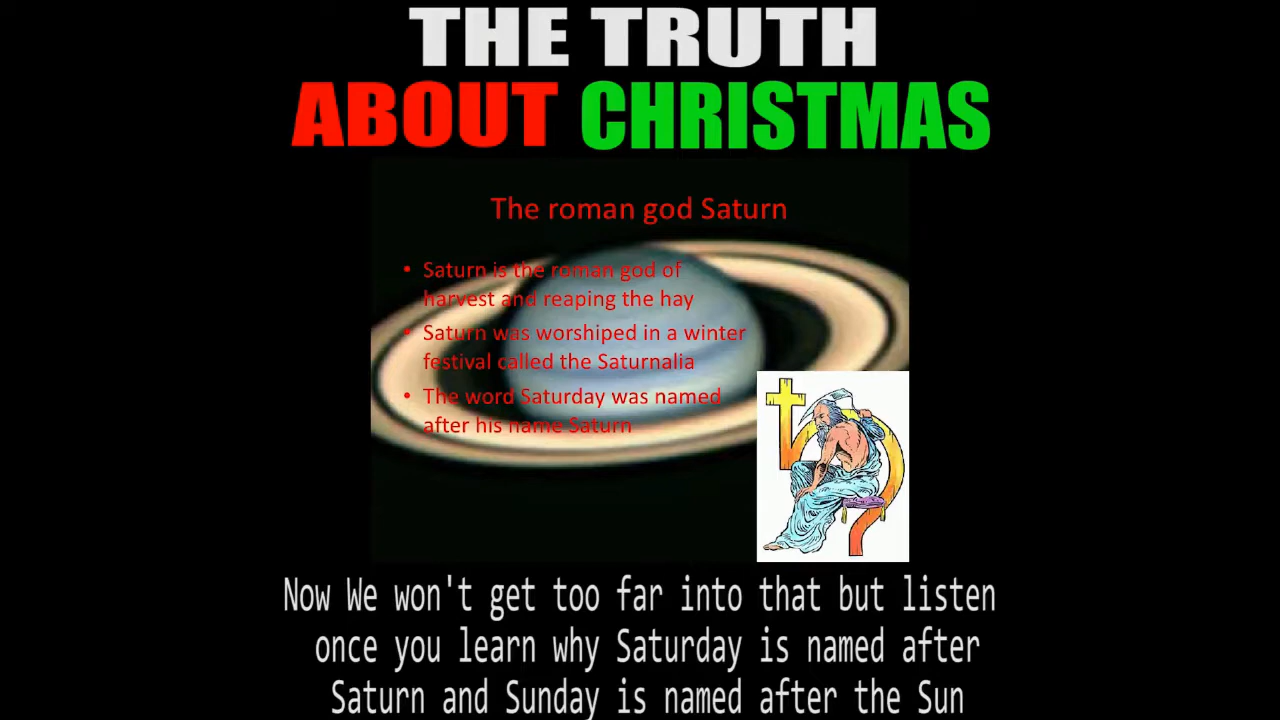 THE TRUTH
ABOUT CHRISTMAS
The roman god Saturn
• Saturn is the roman god of
harvest and reaping the hay
• Saturn was worshiped in a winter
festival called the Saturnalia
• The word Saturday was named
after his name Saturn
Now We won't get too far into that but listen
once you learn why Saturday is named after
Saturn and Sunday is named after the Sun